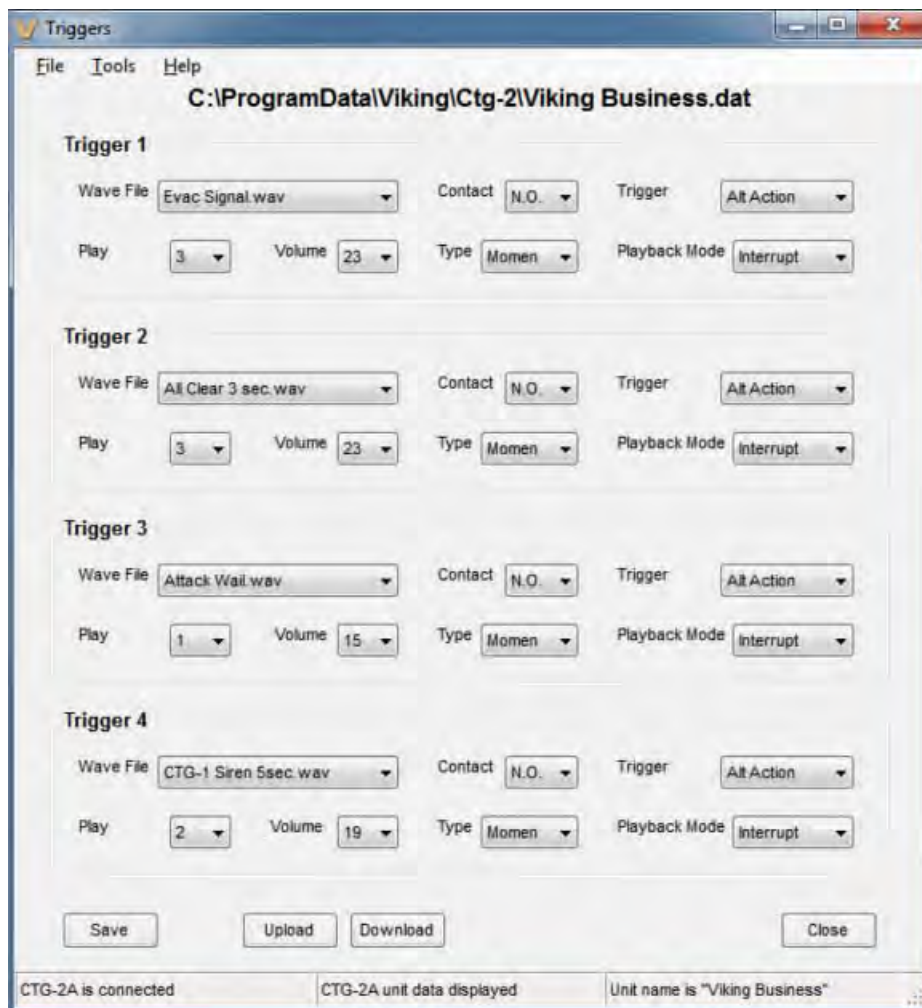 Triggers
File Tools Help
C:\ProgramData\Viking\Ctg-2\Viking Business.dat
Trigger 1
Wave File Evac Signal.wav Contact N.O. Trigger Alt Action
Play 3 Volume 23 Type Momen Playback Mode Interrupt
Trigger 2
Wave File All Clear 3 sec.wav Contact N.O. Trigger Alt Action
Play 3 Volume 23 Type Momen Playback Mode Interrupt
Trigger 3
Wave File Attack Wail.wav Contact N.O. Trigger Alt Action
Play 1 Volume 15 Type Momen Playback Mode Interrupt
Trigger 4
Wave File CTG-1 Siren 5sec.wav Contact N.O. Trigger Alt Action
Play 2 Volume 19 Type Momen Playback Mode Interrupt
Save Upload Download Close
CTG-2A is connected CTG-2A unit data displayed Unit name is "Viking Business"